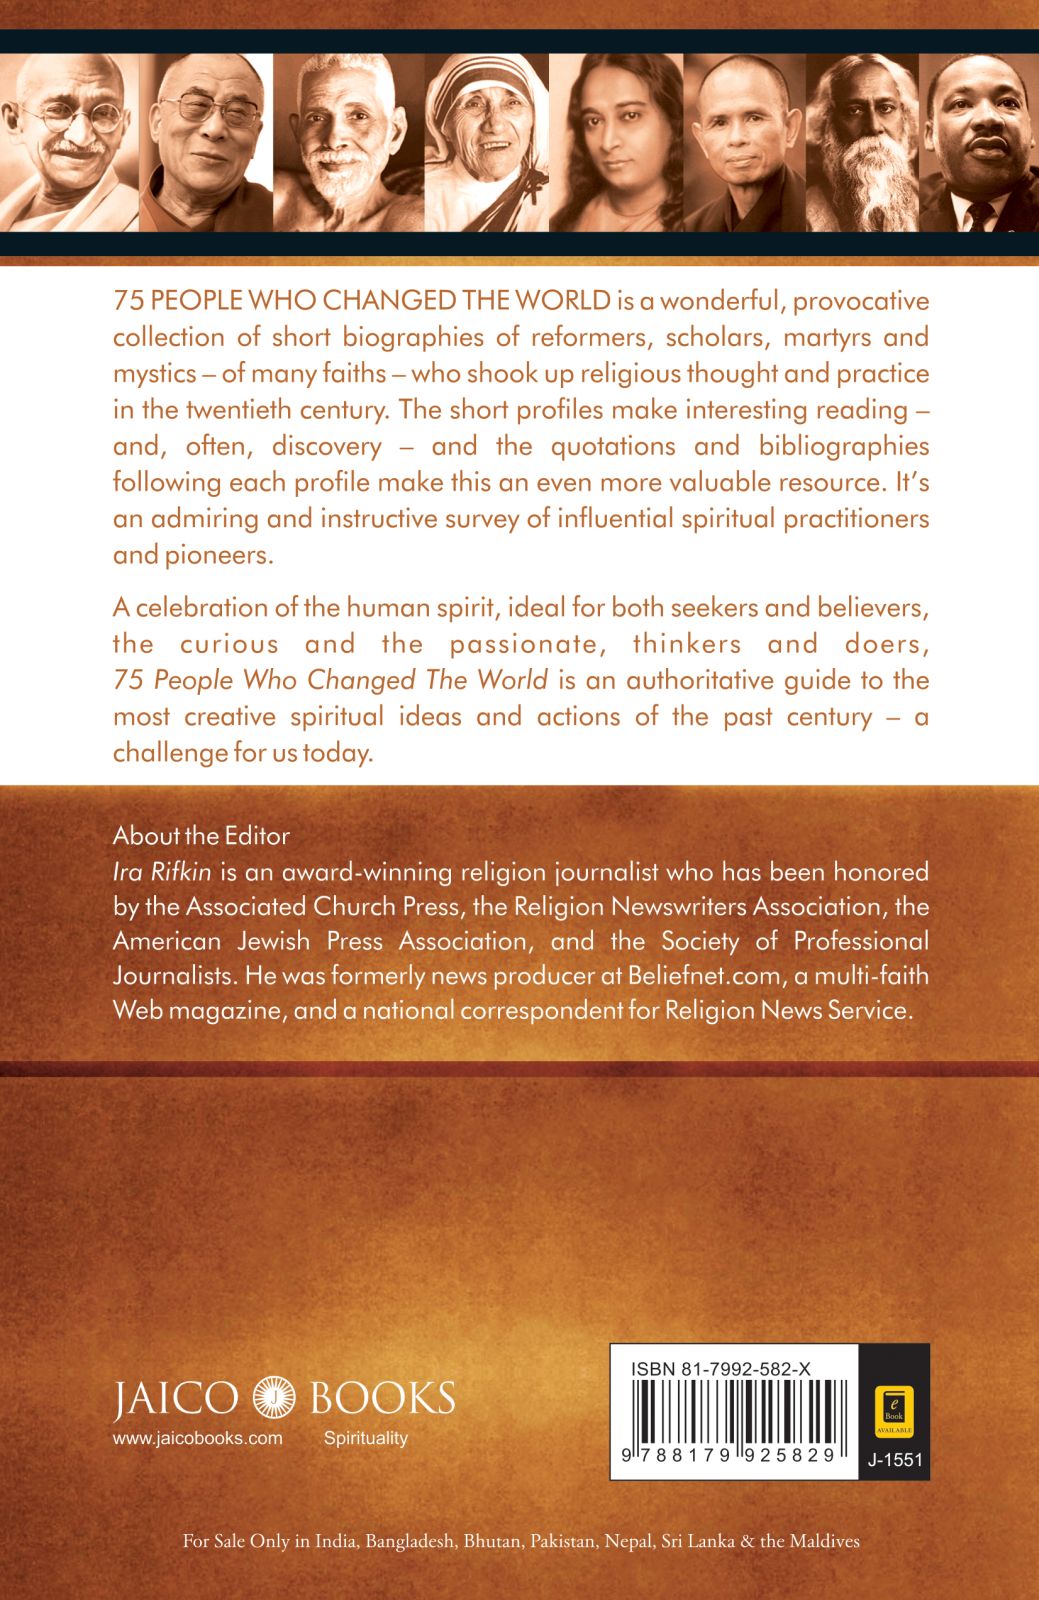 75 PEOPLE WHO CHANGED THE WORLD is a wonderful, provocative
collection of short biographies of reformers, scholars, martyrs and
mystics – of many faiths – who shook up religious thought and practice
in the twentieth century. The short profiles make interesting reading –
and, often, discovery – and the quotations and bibliographies
following each profile make this an even more valuable resource. It's
an admiring and instructive survey of influential spiritual practitioners
and pioneers.
A celebration of the human spirit, ideal for both seekers and believers,
the curious and the passionate, thinkers and doers,
75 People Who Changed The World is an authoritative guide to the
most creative spiritual ideas and actions of the past century – a
challenge for us today.
About the Editor
Ira Rifkin is an award-winning religion journalist who has been honored
by the Associated Church Press, the Religion Newswriters Association, the
American Jewish Press Association, and the Society of Professional
Journalists. He was formerly news producer at Beliefnet.com, a multi-faith
Web magazine, and a national correspondent for Religion News Service.
JAICO J BOOKS
www.jaicobooks.com Spirituality
ISBN 81-7992-582-X
9 788179 925829
e
Book
AVAILABLE
J-1551
For Sale Only in India, Bangladesh, Bhutan, Pakistan, Nepal, Sri Lanka & the Maldives